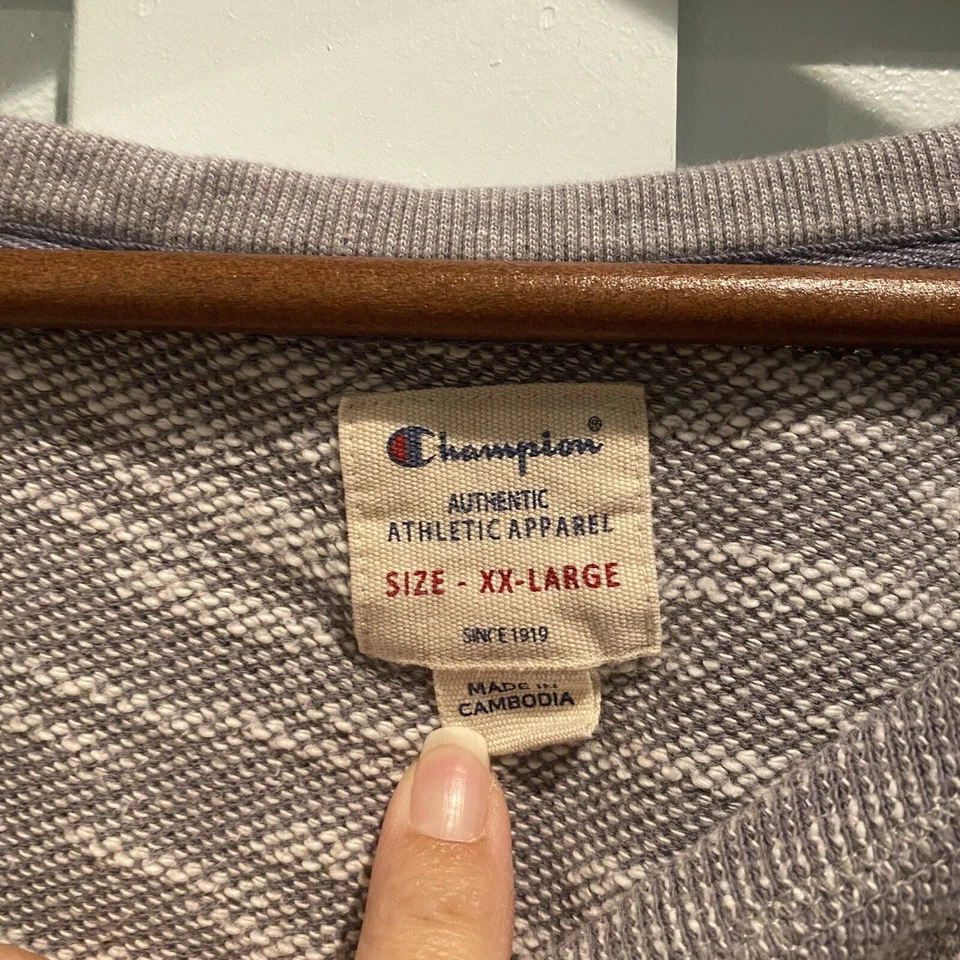 Champion®
AUTHENTIC
ATHLETIC APPAREL
SIZE - XX-LARGE
SINCE 1919
MADE IN
CAMBODIA